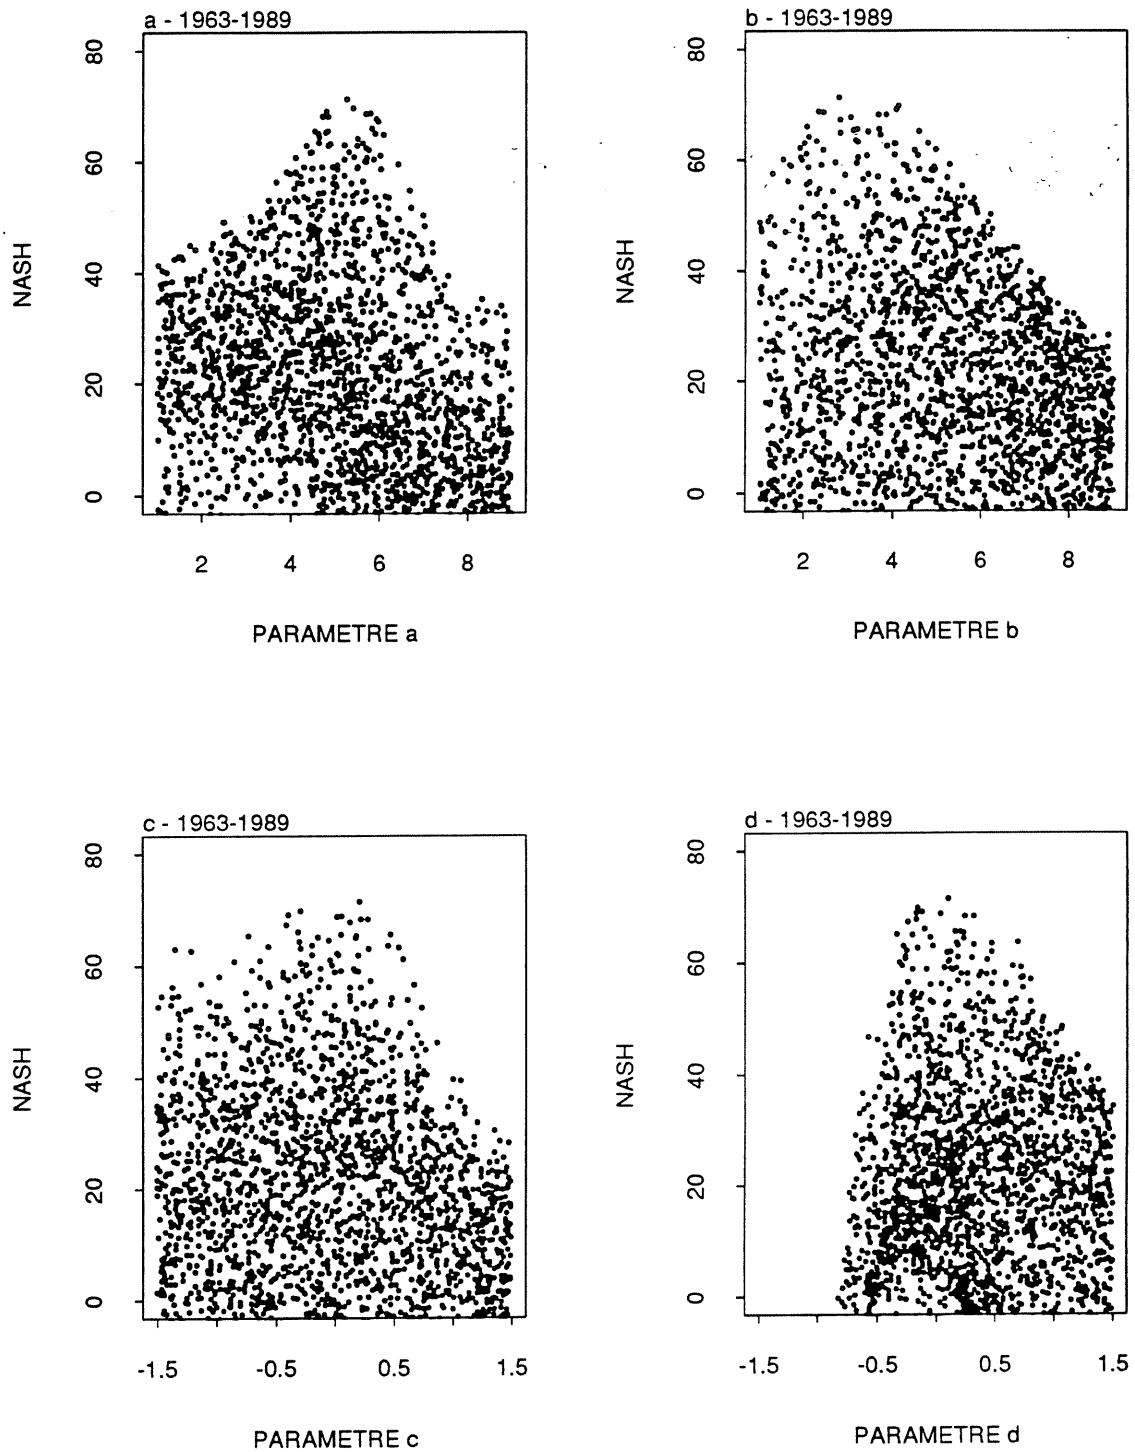 a - 1963-1989
80
60
40
20
0
NASH
2 4 6 8
PARAMETRE a
b - 1963-1989
80
60
40
20
0
NASH
2 4 6 8
PARAMETRE b
c - 1963-1989
80
60
40
20
0
NASH
-1.5 -0.5 0.5 1.5
PARAMETRE c
d - 1963-1989
80
60
40
20
0
NASH
-1.5 -0.5 0.5 1.5
PARAMETRE d